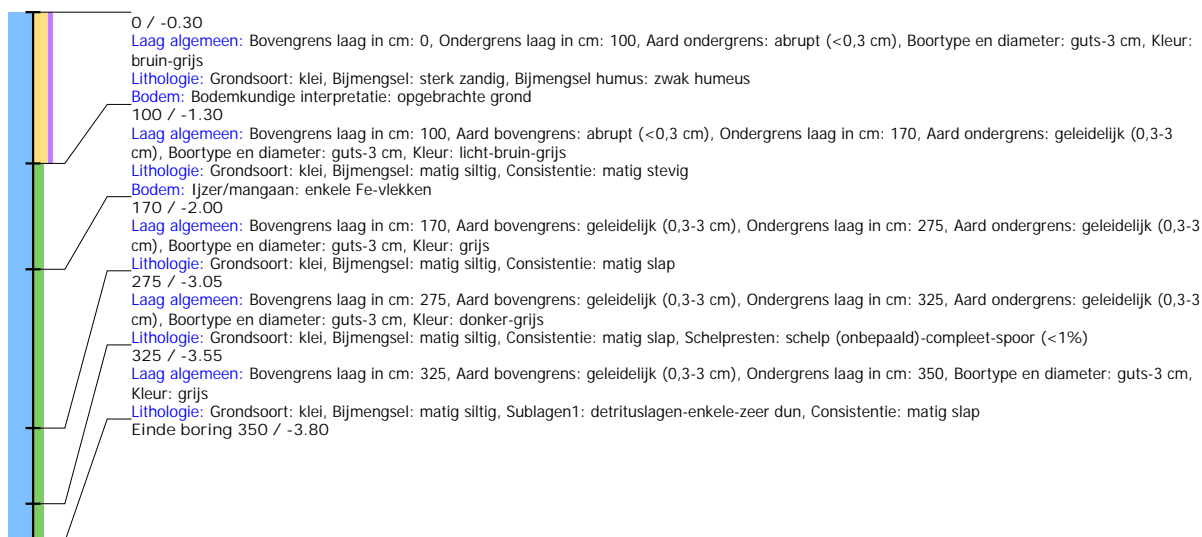 0 / -0.30
Laag algemeen: Bovengrens laag in cm: 0, Ondergrens laag in cm: 100, Aard ondergrens: abrupt (<0,3 cm), Boortype en diameter: guts-3 cm, Kleur:
bruin-grijs
Lithologie: Grondsoort: klei, Bijmengsel: sterk zandig, Bijmengsel humus: zwak humeus
Bodem: Bodemkundige interpretatie: opgebrachte grond
100 / -1.30
Laag algemeen: Bovengrens laag in cm: 100, Aard bovengrens: abrupt (<0,3 cm), Ondergrens laag in cm: 170, Aard ondergrens: geleidelijk (0,3-3
cm), Boortype en diameter: guts-3 cm, Kleur: licht-bruin-grijs
Lithologie: Grondsoort: klei, Bijmengsel: matig siltig, Consistentie: matig stevig
Bodem: Ijzer/mangaan: enkele Fe-vlekken
170 / -2.00
Laag algemeen: Bovengrens laag in cm: 170, Aard bovengrens: geleidelijk (0,3-3 cm), Ondergrens laag in cm: 275, Aard ondergrens: geleidelijk (0,3-3
cm), Boortype en diameter: guts-3 cm, Kleur: grijs
Lithologie: Grondsoort: klei, Bijmengsel: matig siltig, Consistentie: matig slap
275 / -3.05
Laag algemeen: Bovengrens laag in cm: 275, Aard bovengrens: geleidelijk (0,3-3 cm), Ondergrens laag in cm: 325, Aard ondergrens: geleidelijk (0,3-3
cm), Boortype en diameter: guts-3 cm, Kleur: donker-grijs
Lithologie: Grondsoort: klei, Bijmengsel: matig siltig, Consistentie: matig slap, Schelpresten: schelp (onbepaald)-compleet-spoor (<1%)
325 / -3.55
Laag algemeen: Bovengrens laag in cm: 325, Aard bovengrens: geleidelijk (0,3-3 cm), Ondergrens laag in cm: 350, Boortype en diameter: guts-3 cm,
Kleur: grijs
Lithologie: Grondsoort: klei, Bijmengsel: matig siltig, Sublagen1: detrituslagen-enkele-zeer dun, Consistentie: matig slap
Einde boring 350 / -3.80